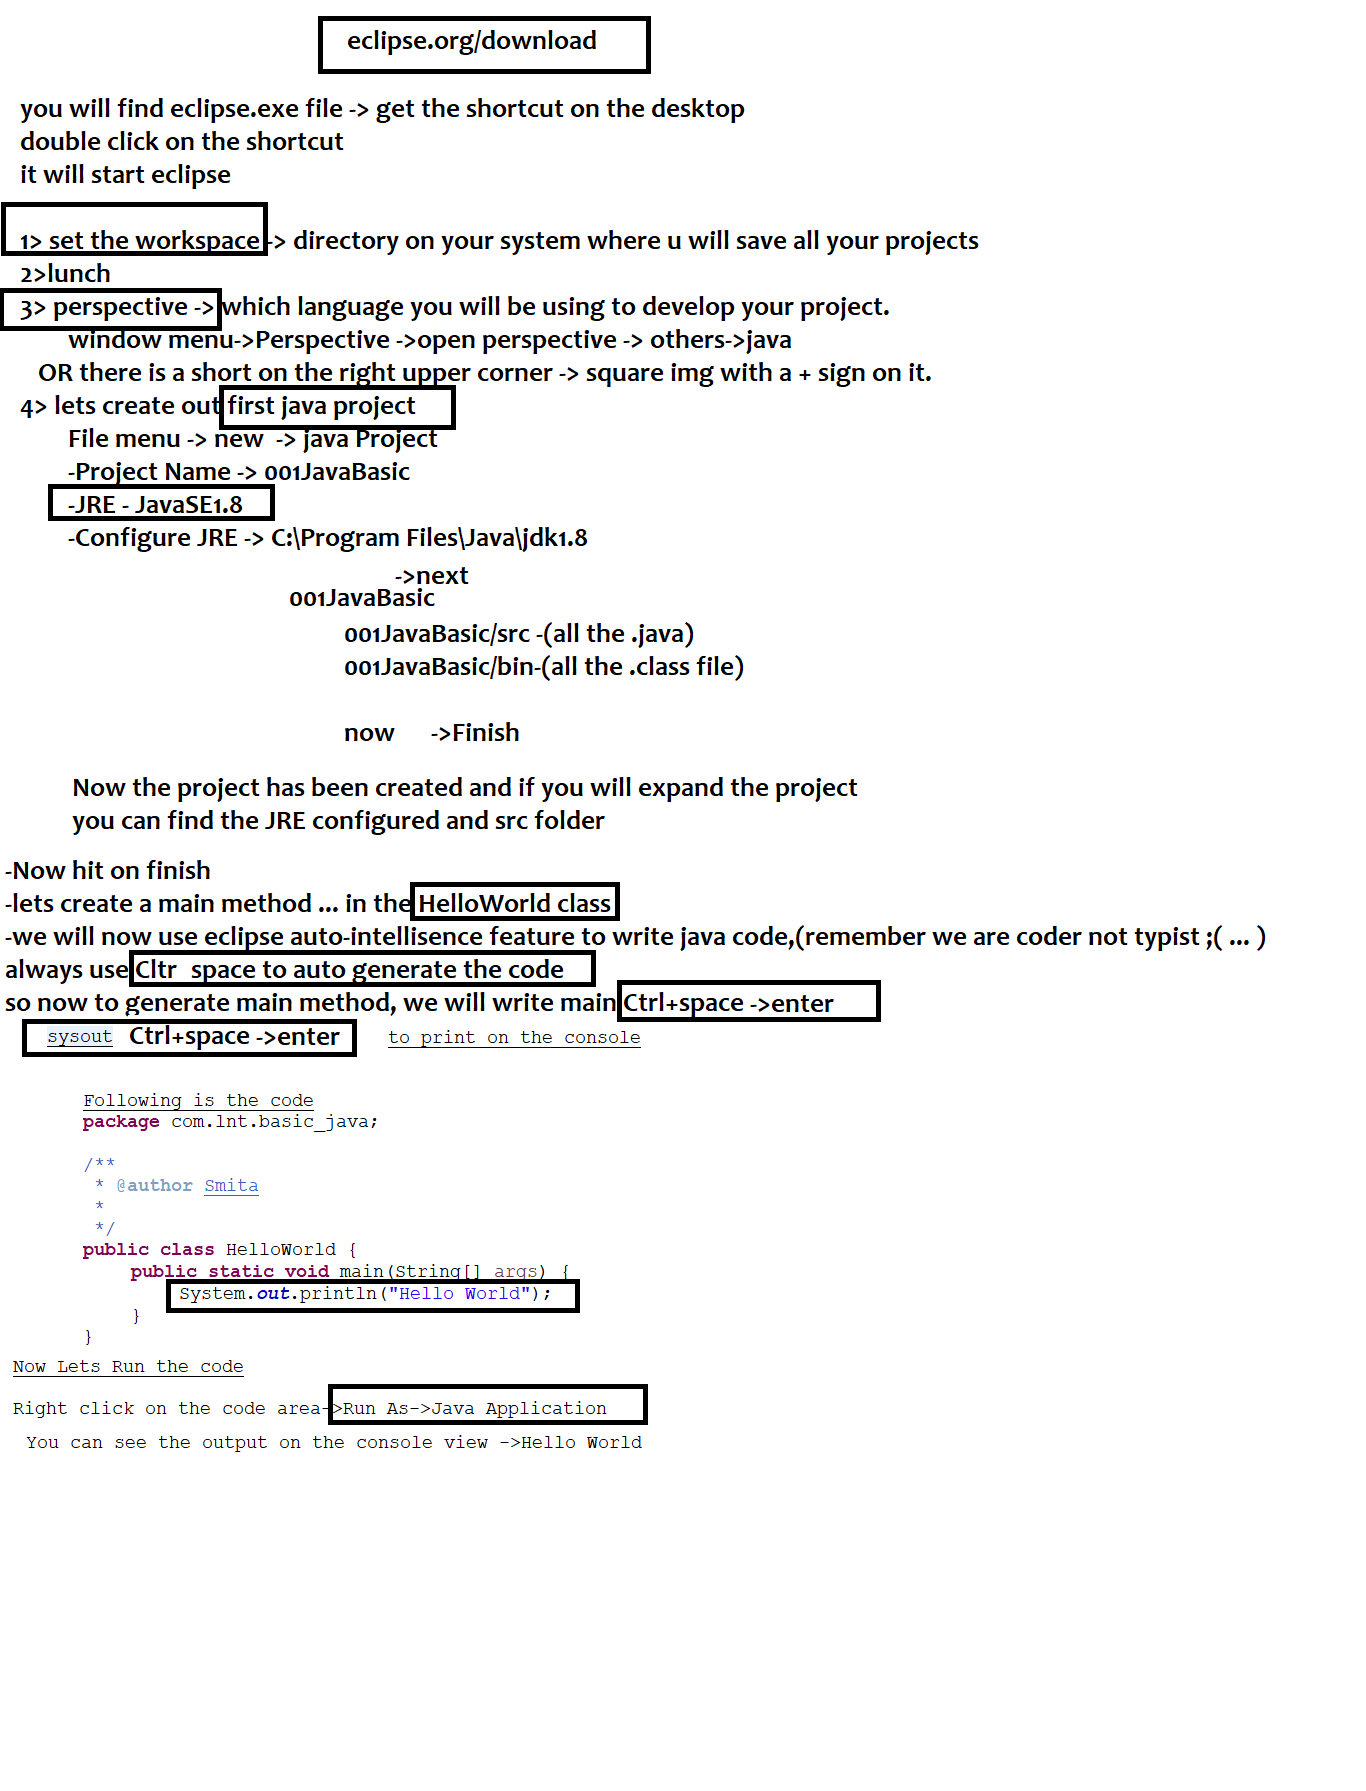 eclipse.org/download
you will find eclipse.exe file -> get the shortcut on the desktop
double click on the shortcut
it will start eclipse
1> set the workspace -> directory on your system where u will save all your projects
2>lunch
3> perspective -> which language you will be using to develop your project.
window menu->Perspective ->open perspective -> others->java
OR there is a short on the right upper corner -> square img with a + sign on it.
4> lets create out first java project
File menu -> new -> java Project
-Project Name -> 001JavaBasic
-JRE - JavaSE1.8
-Configure JRE -> C:\Program Files\Java\jdk1.8
->next
001JavaBasic
001JavaBasic/src -(all the .java)
001JavaBasic/bin-(all the .class file)
now ->Finish
Now the project has been created and if you will expand the project
you can find the JRE configured and src folder
-Now hit on finish
-lets create a main method ... in the HelloWorld class
-we will now use eclipse auto-intellisence feature to write java code,(remember we are coder not typist ;( ... )
always use Cltr space to auto generate the code
so now to generate main method, we will write main Ctrl+space ->enter
sysout Ctrl+space ->enter to print on the console
Following is the code
package com.lnt.basic_java;
/**
* @author Smita
*
*/
public class HelloWorld {
public static void main(String[] args) {
System.out.println("Hello World");
}
}
Now Lets Run the code
Right click on the code area->Run As->Java Application
You can see the output on the console view ->Hello World